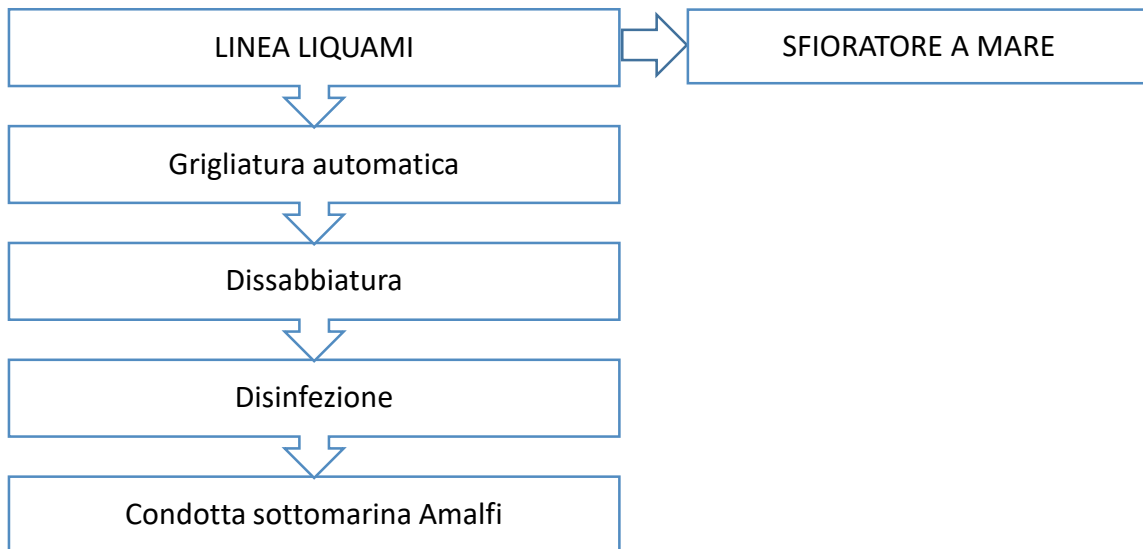 LINEA LIQUAMI
SFIORATORE A MARE
Grigliatura automatica
Dissabbiatura
Disinfezione
Condotta sottomarina Amalfi